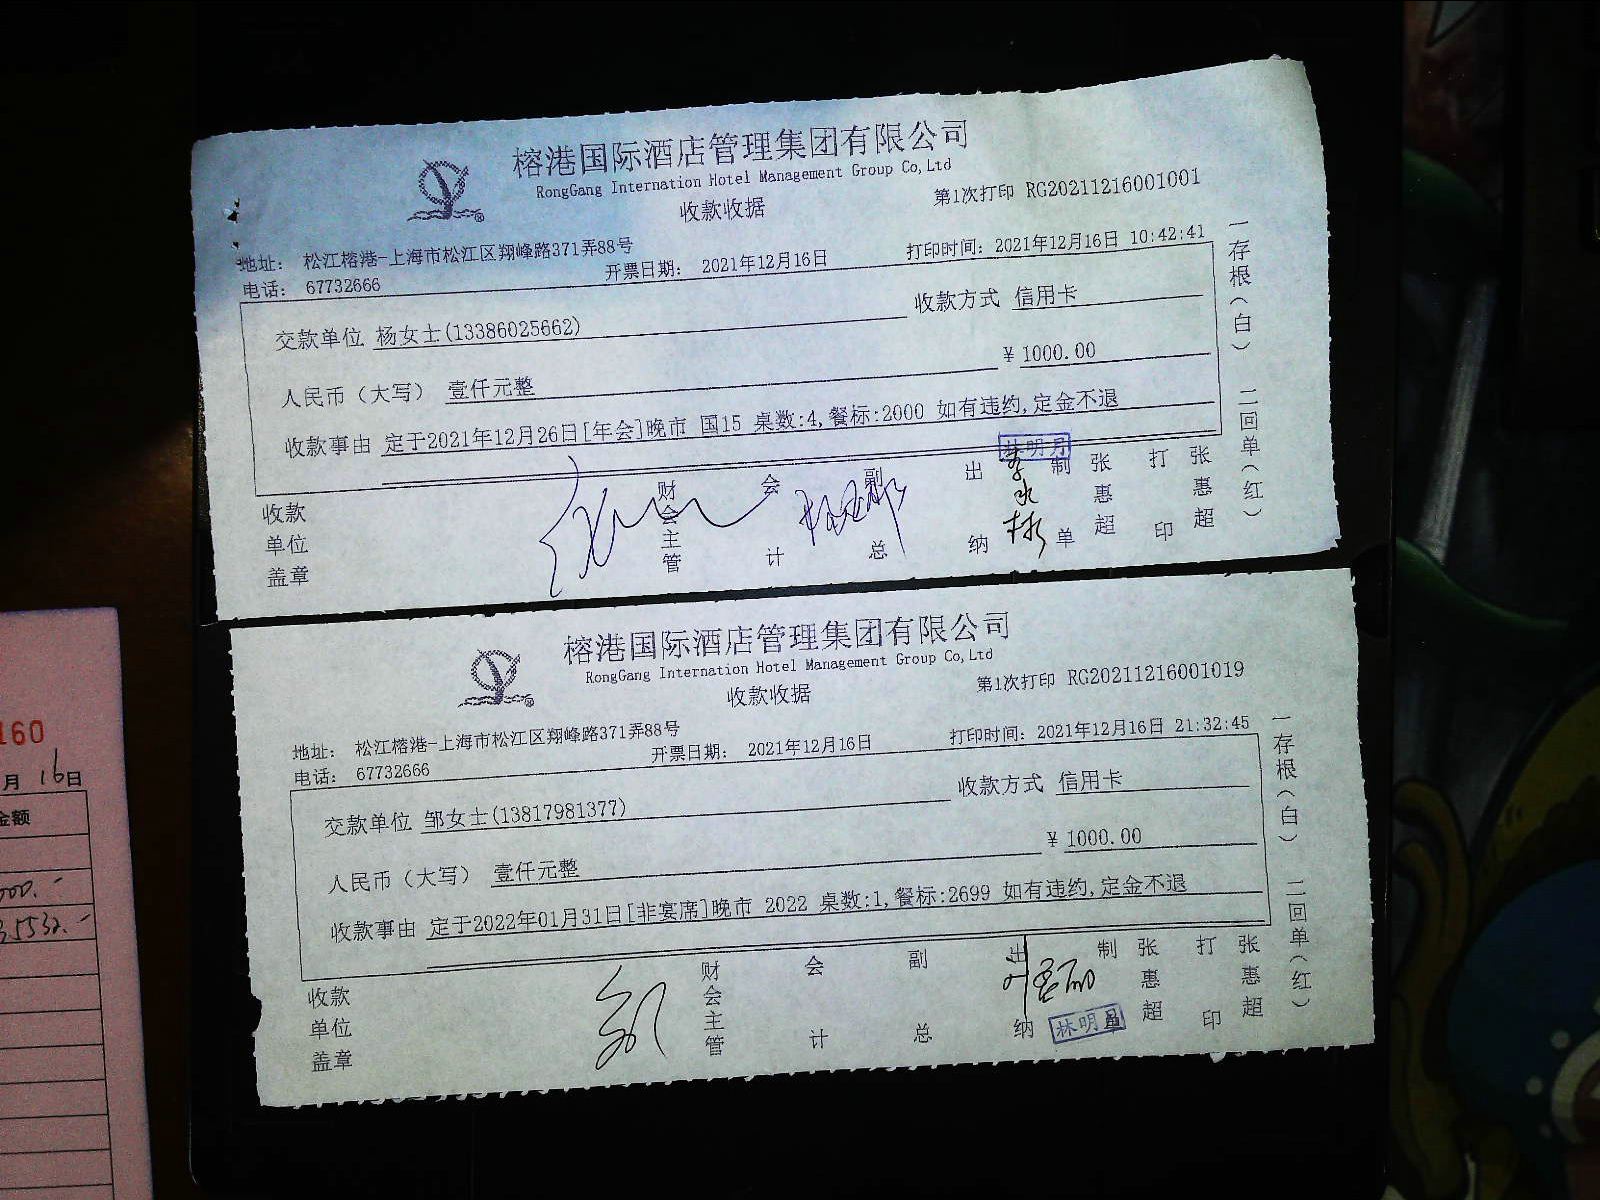 榕港国际酒店管理集团有限公司
RongGang Internation Hotel Management Group Co,Ltd
收款收据
第1次打印 RG20211216001001
地址： 松江榕港-上海市松江区翔峰路371弄88号
电话： 67732666
开票日期： 2021年12月16日
打印时间：2021年12月16日 10:42:41
交款单位 杨女士(13386025662)
收款方式 信用卡
人民币（大写） 壹仟元整
￥ 1000.00
收款事由 定于2021年12月26日[年会]晚市 国15 桌数:4,餐标:2000 如有违约,定金不退
收款单位盖章
财会主管
会计
副总
出纳
林明月
制单
张惠超
打印
张惠超
一存根（白） 二回单（红）
榕港国际酒店管理集团有限公司
RongGang Internation Hotel Management Group Co,Ltd
收款收据
第1次打印 RG20211216001019
地址： 松江榕港-上海市松江区翔峰路371弄88号
电话： 67732666
开票日期： 2021年12月16日
打印时间：2021年12月16日 21:32:45
交款单位 邹女士(13817981377)
收款方式 信用卡
人民币（大写） 壹仟元整
￥ 1000.00
收款事由 定于2022年01月31日[非宴席]晚市 2022 桌数:1,餐标:2699 如有违约,定金不退
收款单位盖章
财会主管
会计
副总
出纳
林明月
制单
张惠超
打印
张惠超
一存根（白） 二回单（红）
160
月 16日
金额
35532.-